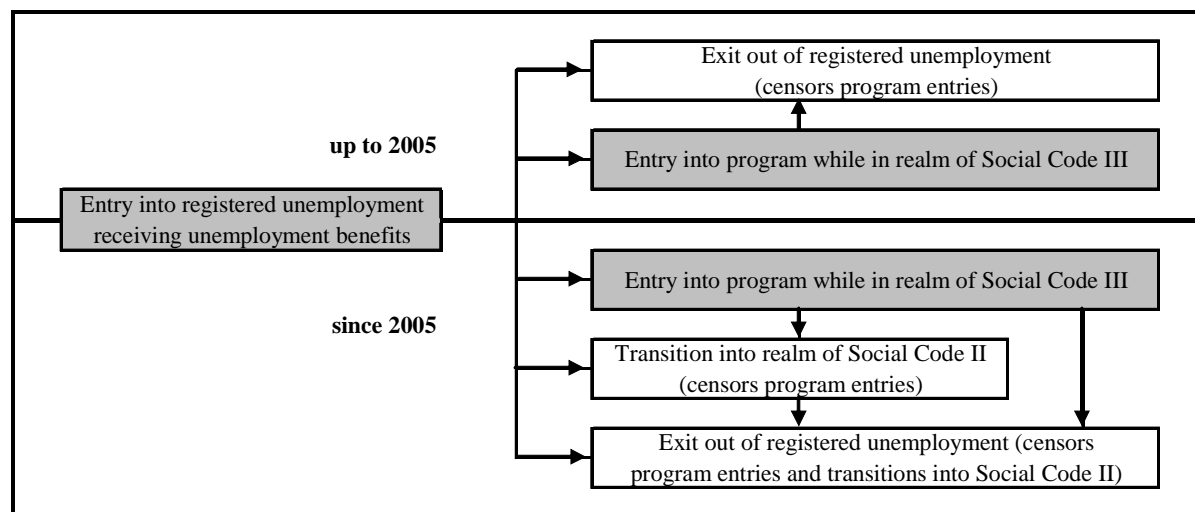 Exit out of registered unemployment
(censors program entries)
up to 2005
Entry into program while in realm of Social Code III
Entry into registered unemployment
receiving unemployment benefits
Entry into program while in realm of Social Code III
since 2005
Transition into realm of Social Code II
(censors program entries)
Exit out of registered unemployment (censors
program entries and transitions into Social Code II)